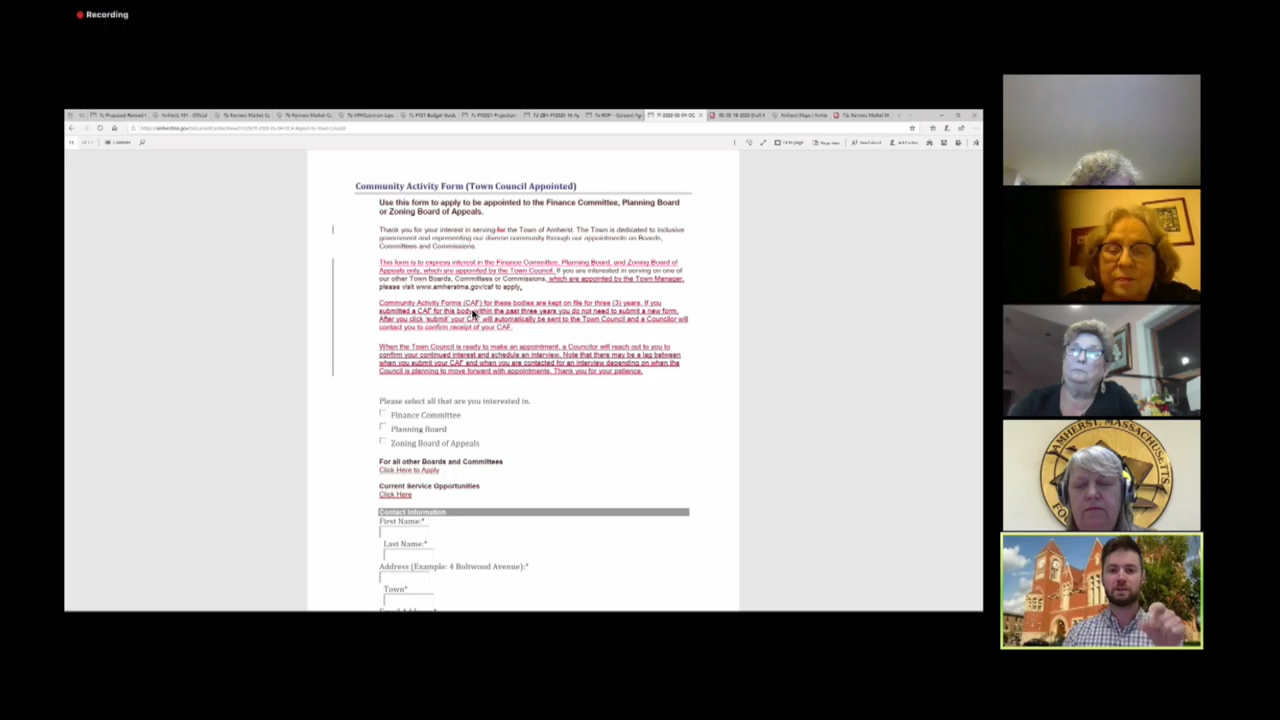 Recording
Community Activity Form (Town Council Appointed)
Use this form to apply to be appointed to the Finance Committee, Planning Board
or Zoning Board of Appeals.
Thank you for your interest in serving for the Town of Amherst. The Town is dedicated to inclusive
government and representing our diverse community through our appointments on Boards,
Committees and Commissions.
This form is to express interest in the Finance Committee, Planning Board, and Zoning Board of
Appeals only, which are appointed by the Town Council. If you are interested in serving on one of
our other Town Boards, Committees or Commissions, which are appointed by the Town Manager,
please visit www.amherstma.gov/caf to apply.
Community Activity Forms (CAF) for these bodies are kept on file for three (3) years. If you
submitted a CAF for this body within the past three years you do not need to submit a new form.
After you click 'submit' your CAF will automatically be sent to the Town Council and a Councilor will
contact you to confirm receipt of your CAF.
When the Town Council is ready to make an appointment, a Councilor will reach out to you to
confirm your continued interest and schedule an interview. Note that there may be a lag between
when you submit your CAF and when you are contacted for an interview depending on when the
Council is planning to move forward with appointments. Thank you for your patience.
Please select all that are you interested in.
Finance Committee
Planning Board
Zoning Board of Appeals
For all other Boards and Committees
Click Here to Apply
Current Service Opportunities
Click Here
Contact Information
First Name:*
Last Name:*
Address (Example: 4 Boltwood Avenue):*
Town*
AMHERST, MASSACHUSETTS